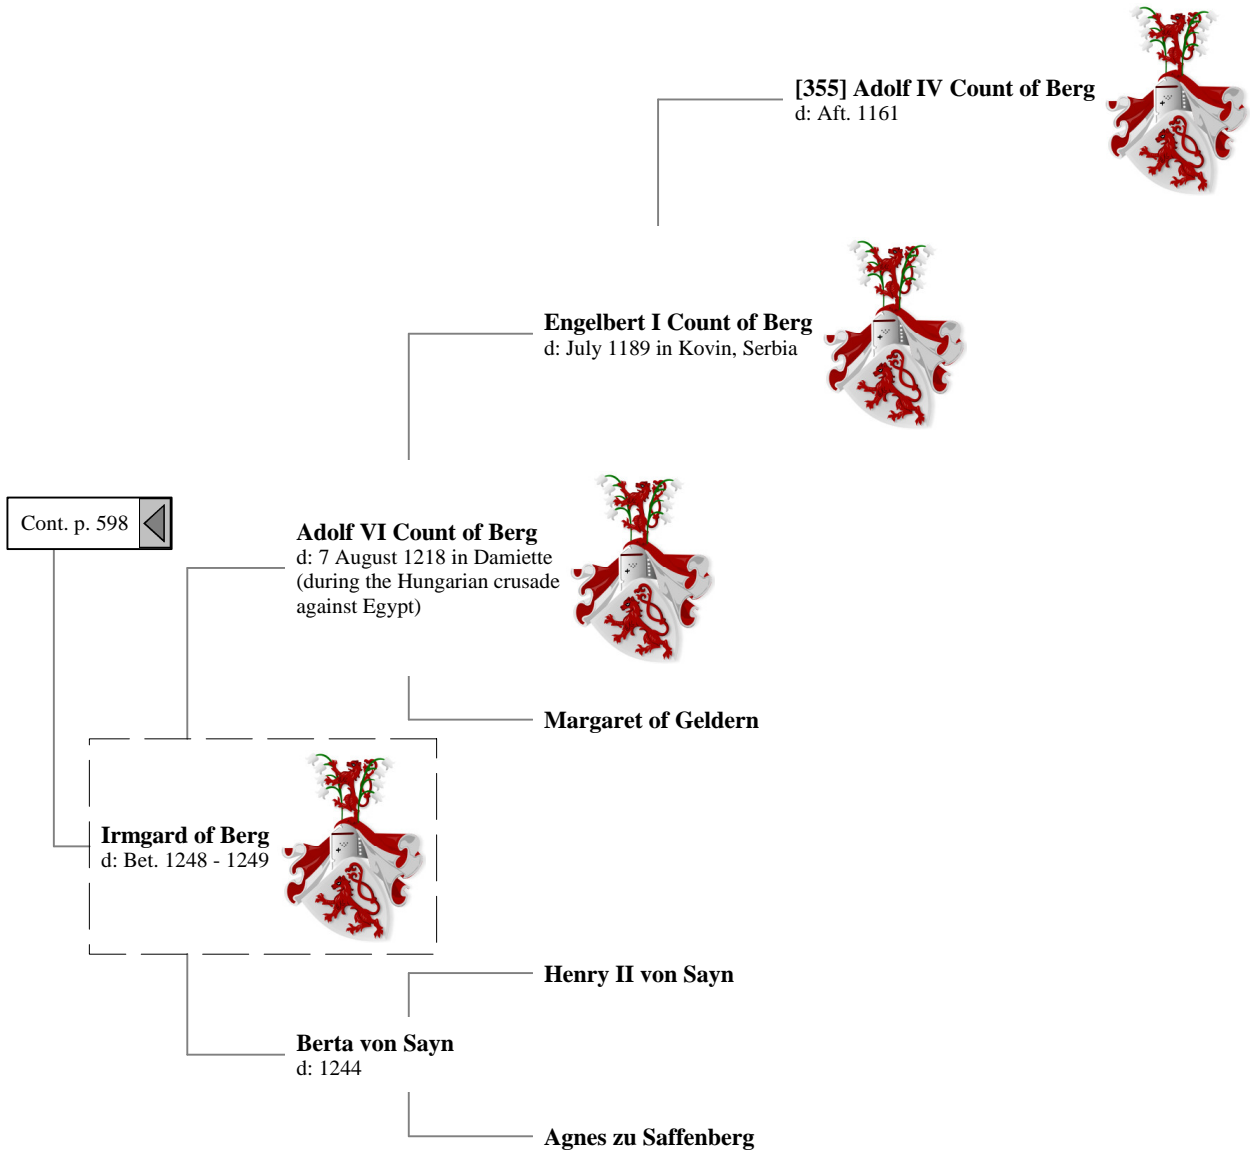 [355] Adolf IV Count of Berg
d: Aft. 1161
Engelbert I Count of Berg
d: July 1189 in Kovin, Serbia
Cont. p. 598
Adolf VI Count of Berg
d: 7 August 1218 in Damiette
(during the Hungarian crusade
against Egypt)
Margaret of Geldern
Irmgard of Berg
d: Bet. 1248 - 1249
Henry II von Sayn
Berta von Sayn
d: 1244
Agnes zu Saffenberg